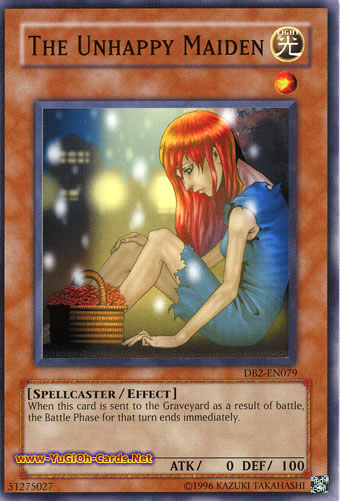 THE UNHAPPY MAIDEN
LIGHT
光
DB2-EN079
[SPELLCASTER / EFFECT]
When this card is sent to the Graveyard as a result of battle,
the Battle Phase for that turn ends immediately.
www-YuGiOh-Cards.Net
ATK/ 0 DEF/ 100
51275027
©1996 KAZUKI TAKAHASHI